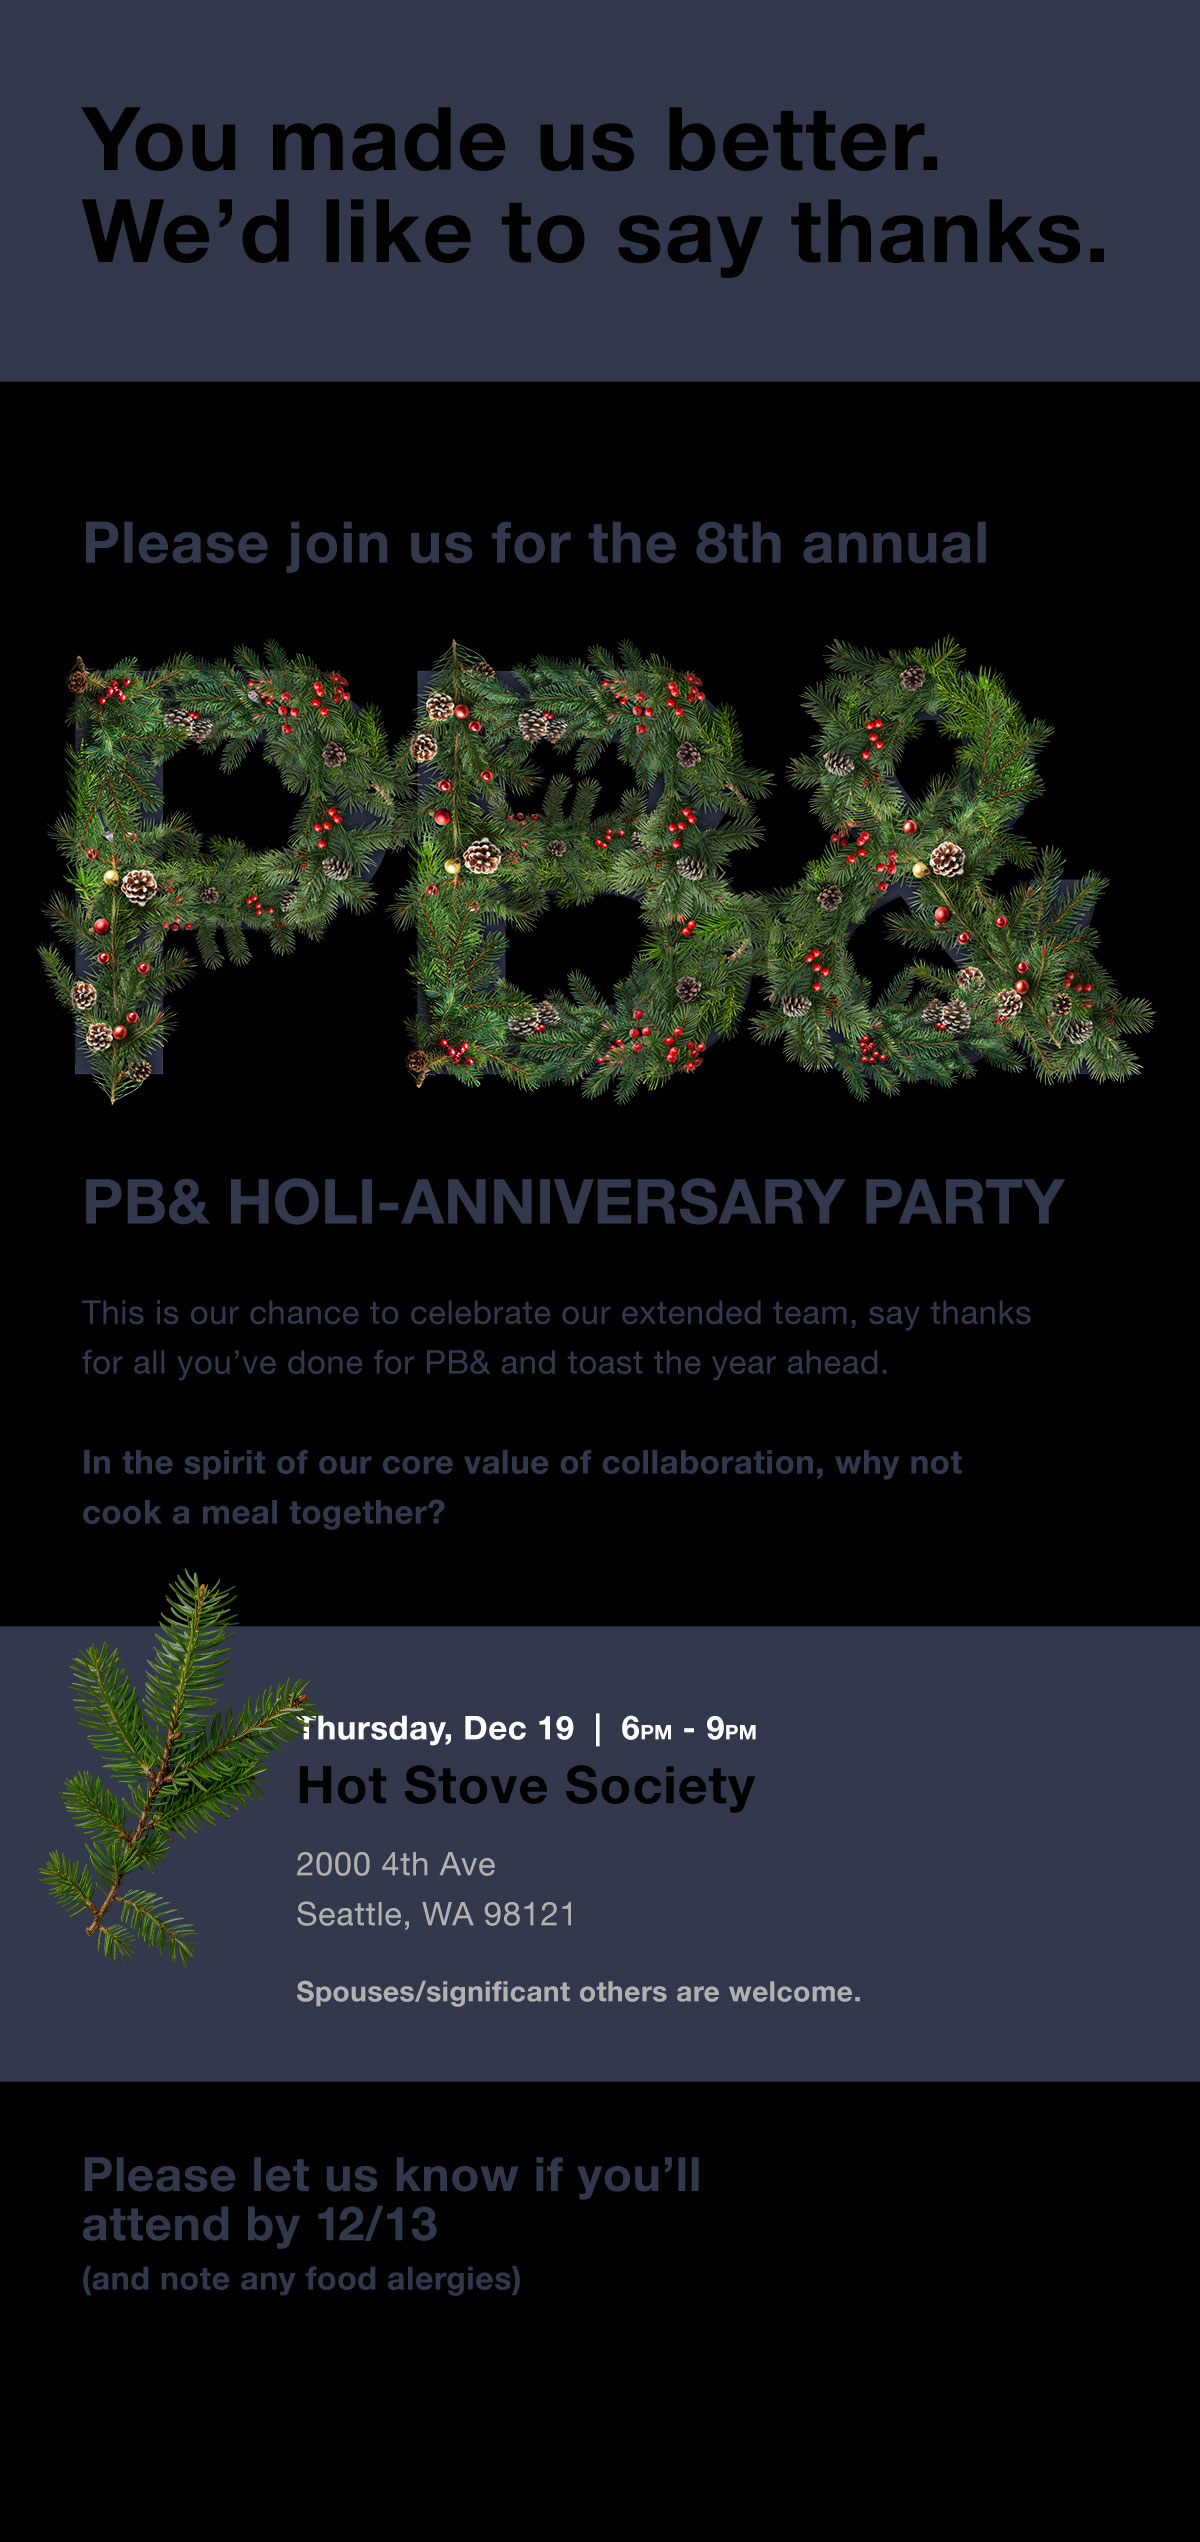 You made us better.
We’d like to say thanks.
Please join us for the 8th annual
PB&
PB& HOLI-ANNIVERSARY PARTY
This is our chance to celebrate our extended team, say thanks
for all you’ve done for PB& and toast the year ahead.
In the spirit of our core value of collaboration, why not
cook a meal together?
Thursday, Dec 19 | 6PM - 9PM
Hot Stove Society
2000 4th Ave
Seattle, WA 98121
Spouses/significant others are welcome.
Please let us know if you’ll
attend by 12/13
(and note any food alergies)